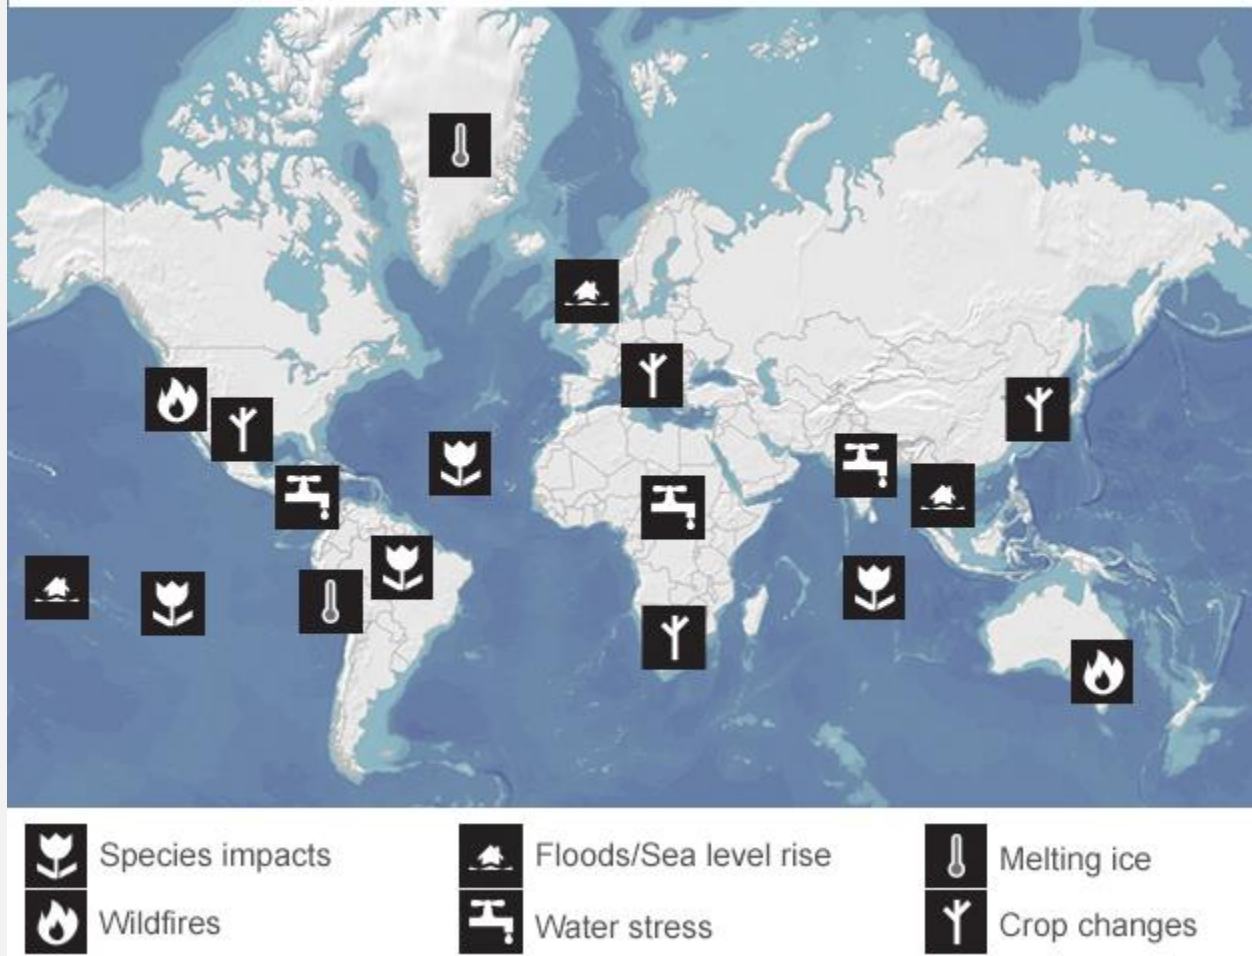 Species impacts
Floods/Sea level rise
Melting ice
Wildfires
Water stress
Crop changes